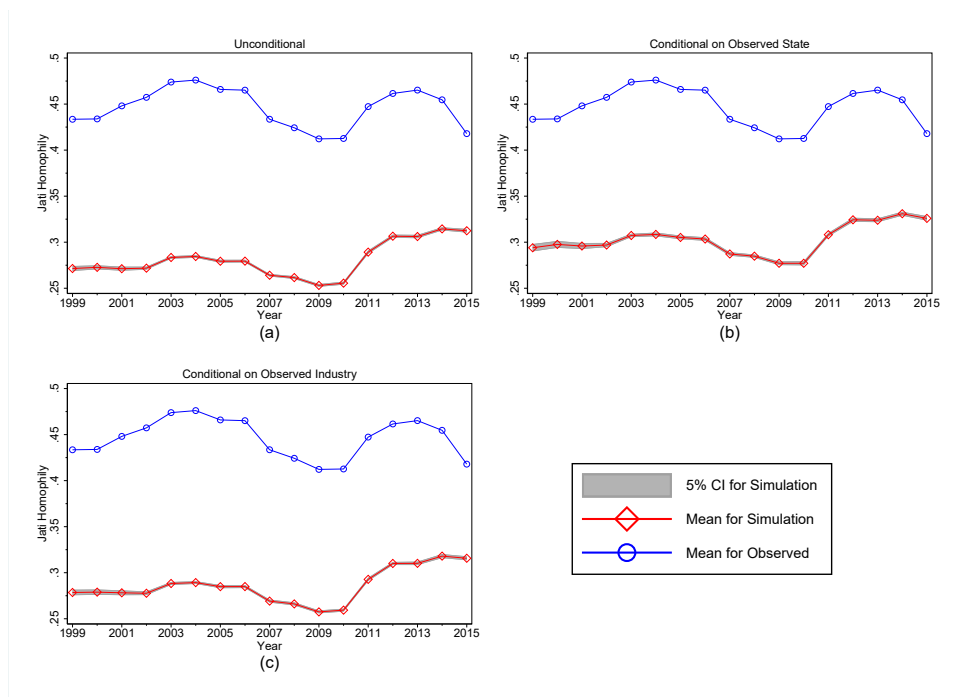 Unconditional
Jati Homophily
.25 .3 .35 .4 .45 .5
1999 2001 2003 2005 2007 2009 2011 2013 2015
Year
(a)
Conditional on Observed State
Jati Homophily
.25 .3 .35 .4 .45 .5
1999 2001 2003 2005 2007 2009 2011 2013 2015
Year
(b)
Conditional on Observed Industry
Jati Homophily
.25 .3 .35 .4 .45 .5
1999 2001 2003 2005 2007 2009 2011 2013 2015
Year
(c)
5% CI for Simulation
Mean for Simulation
Mean for Observed